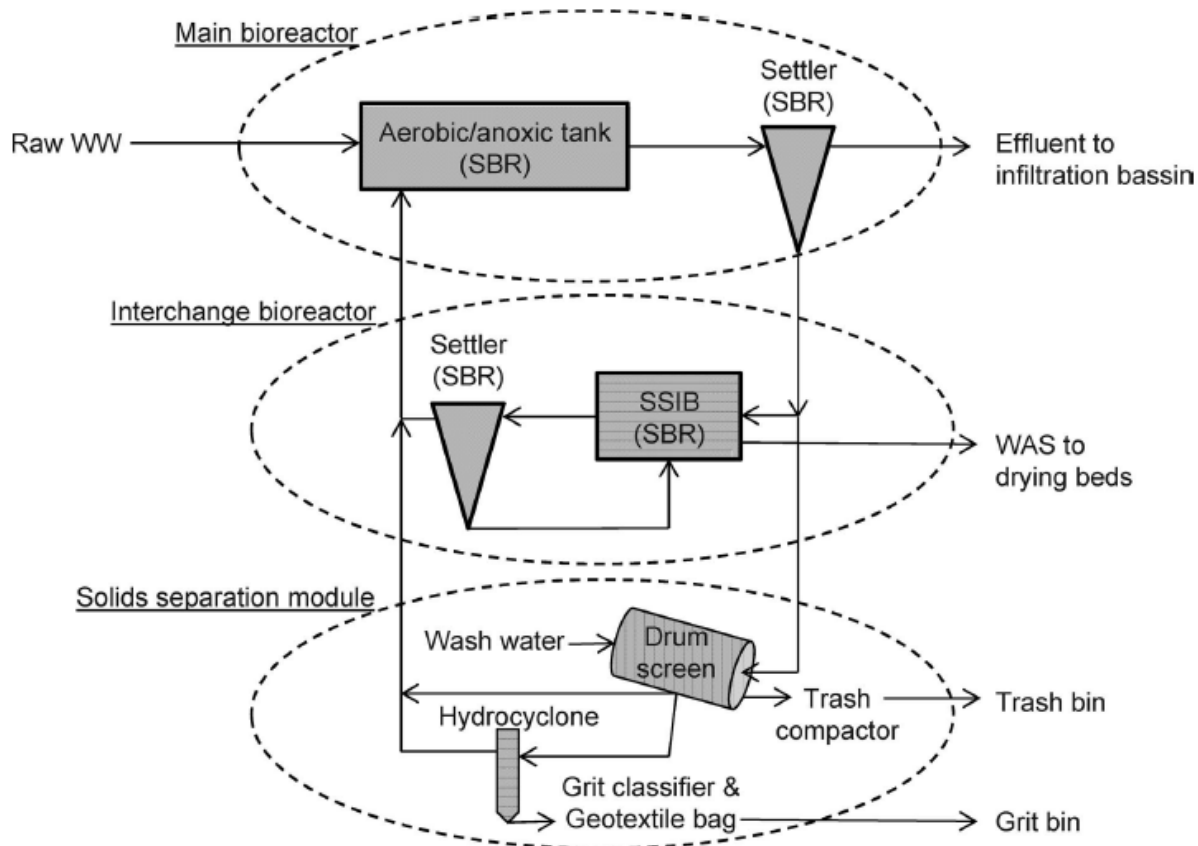 Main bioreactor
Settler
(SBR)
Raw WW
Aerobic/anoxic tank
(SBR)
Effluent to
infiltration bassin
Interchange bioreactor
Settler
(SBR)
SSIB
(SBR)
WAS to
drying beds
Solids separation module
Wash water
Drum
screen
Trash
compactor
Trash bin
Hydrocyclone
Grit classifier &
Geotextile bag
Grit bin